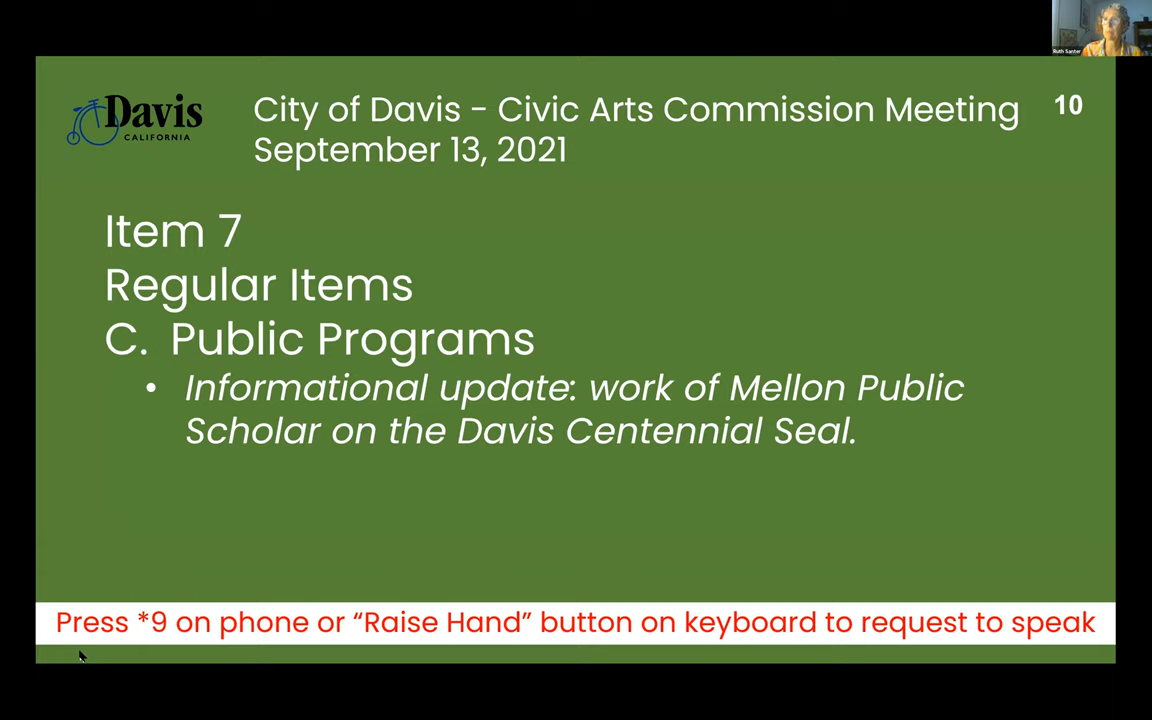 Ruth Santer
Davis
CALIFORNIA
City of Davis - Civic Arts Commission Meeting
September 13, 2021
10
Item 7
Regular Items
C. Public Programs
• Informational update: work of Mellon Public
Scholar on the Davis Centennial Seal.
Press *9 on phone or “Raise Hand” button on keyboard to request to speak